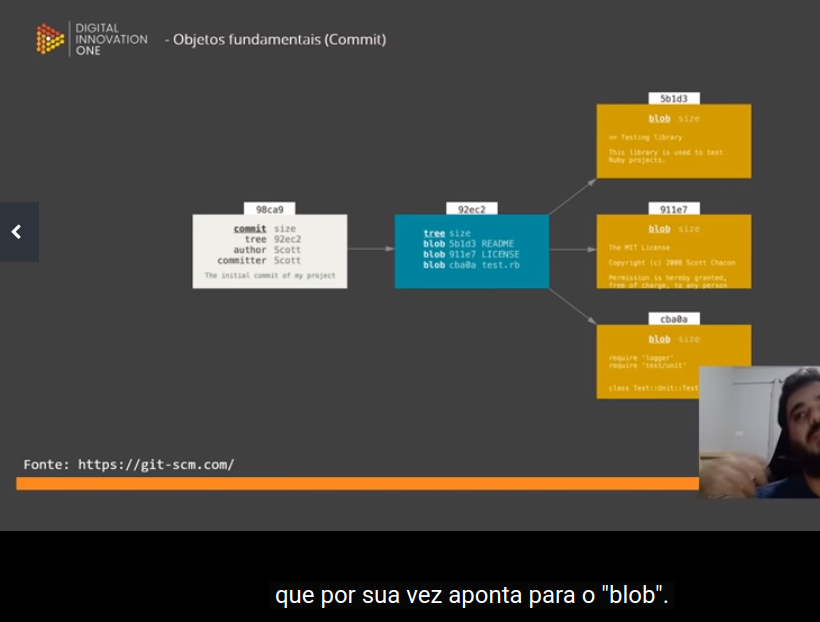 DIGITAL
INNOVATION
ONE
- Objetos fundamentais (Commit)
5b1d3
blob size
== Testing library
This library is used to test
Ruby projects.
98ca9
commit size
tree 92ec2
author Scott
committer Scott
The initial commit of my project
92ec2
tree size
blob 5b1d3 README
blob 911e7 LICENSE
blob cba0a test.rb
911e7
blob size
The MIT License
Copyright (c) 2008 Scott Chacon
Permission is hereby granted,
free of charge, to any person
cba0a
blob size
require 'logger'
require 'test/unit'
class Test::Unit::Test
Fonte: https://git-scm.com/
que por sua vez aponta para o "blob".